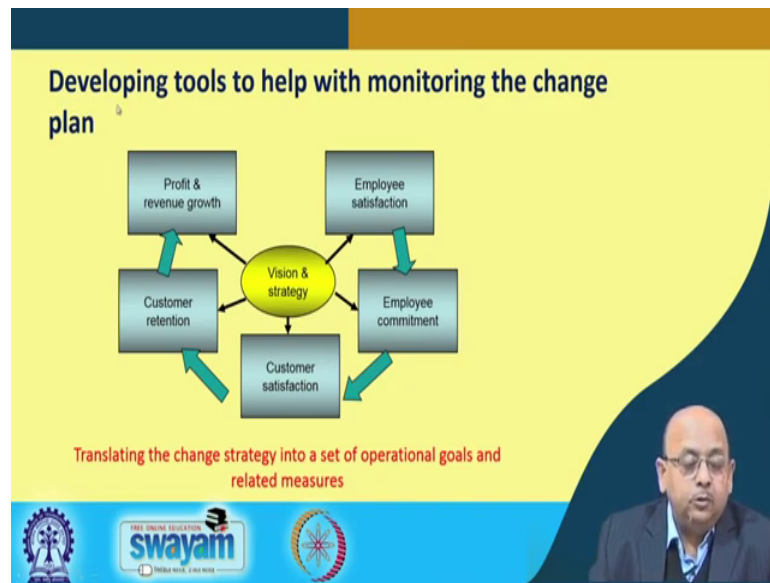 Developing tools to help with monitoring the change
plan
Profit &
revenue growth
Employee
satisfaction
Vision &
strategy
Customer
retention
Employee
commitment
Customer
satisfaction
Translating the change strategy into a set of operational goals and
related measures
FREE ONLINE EDUCATION
swayam